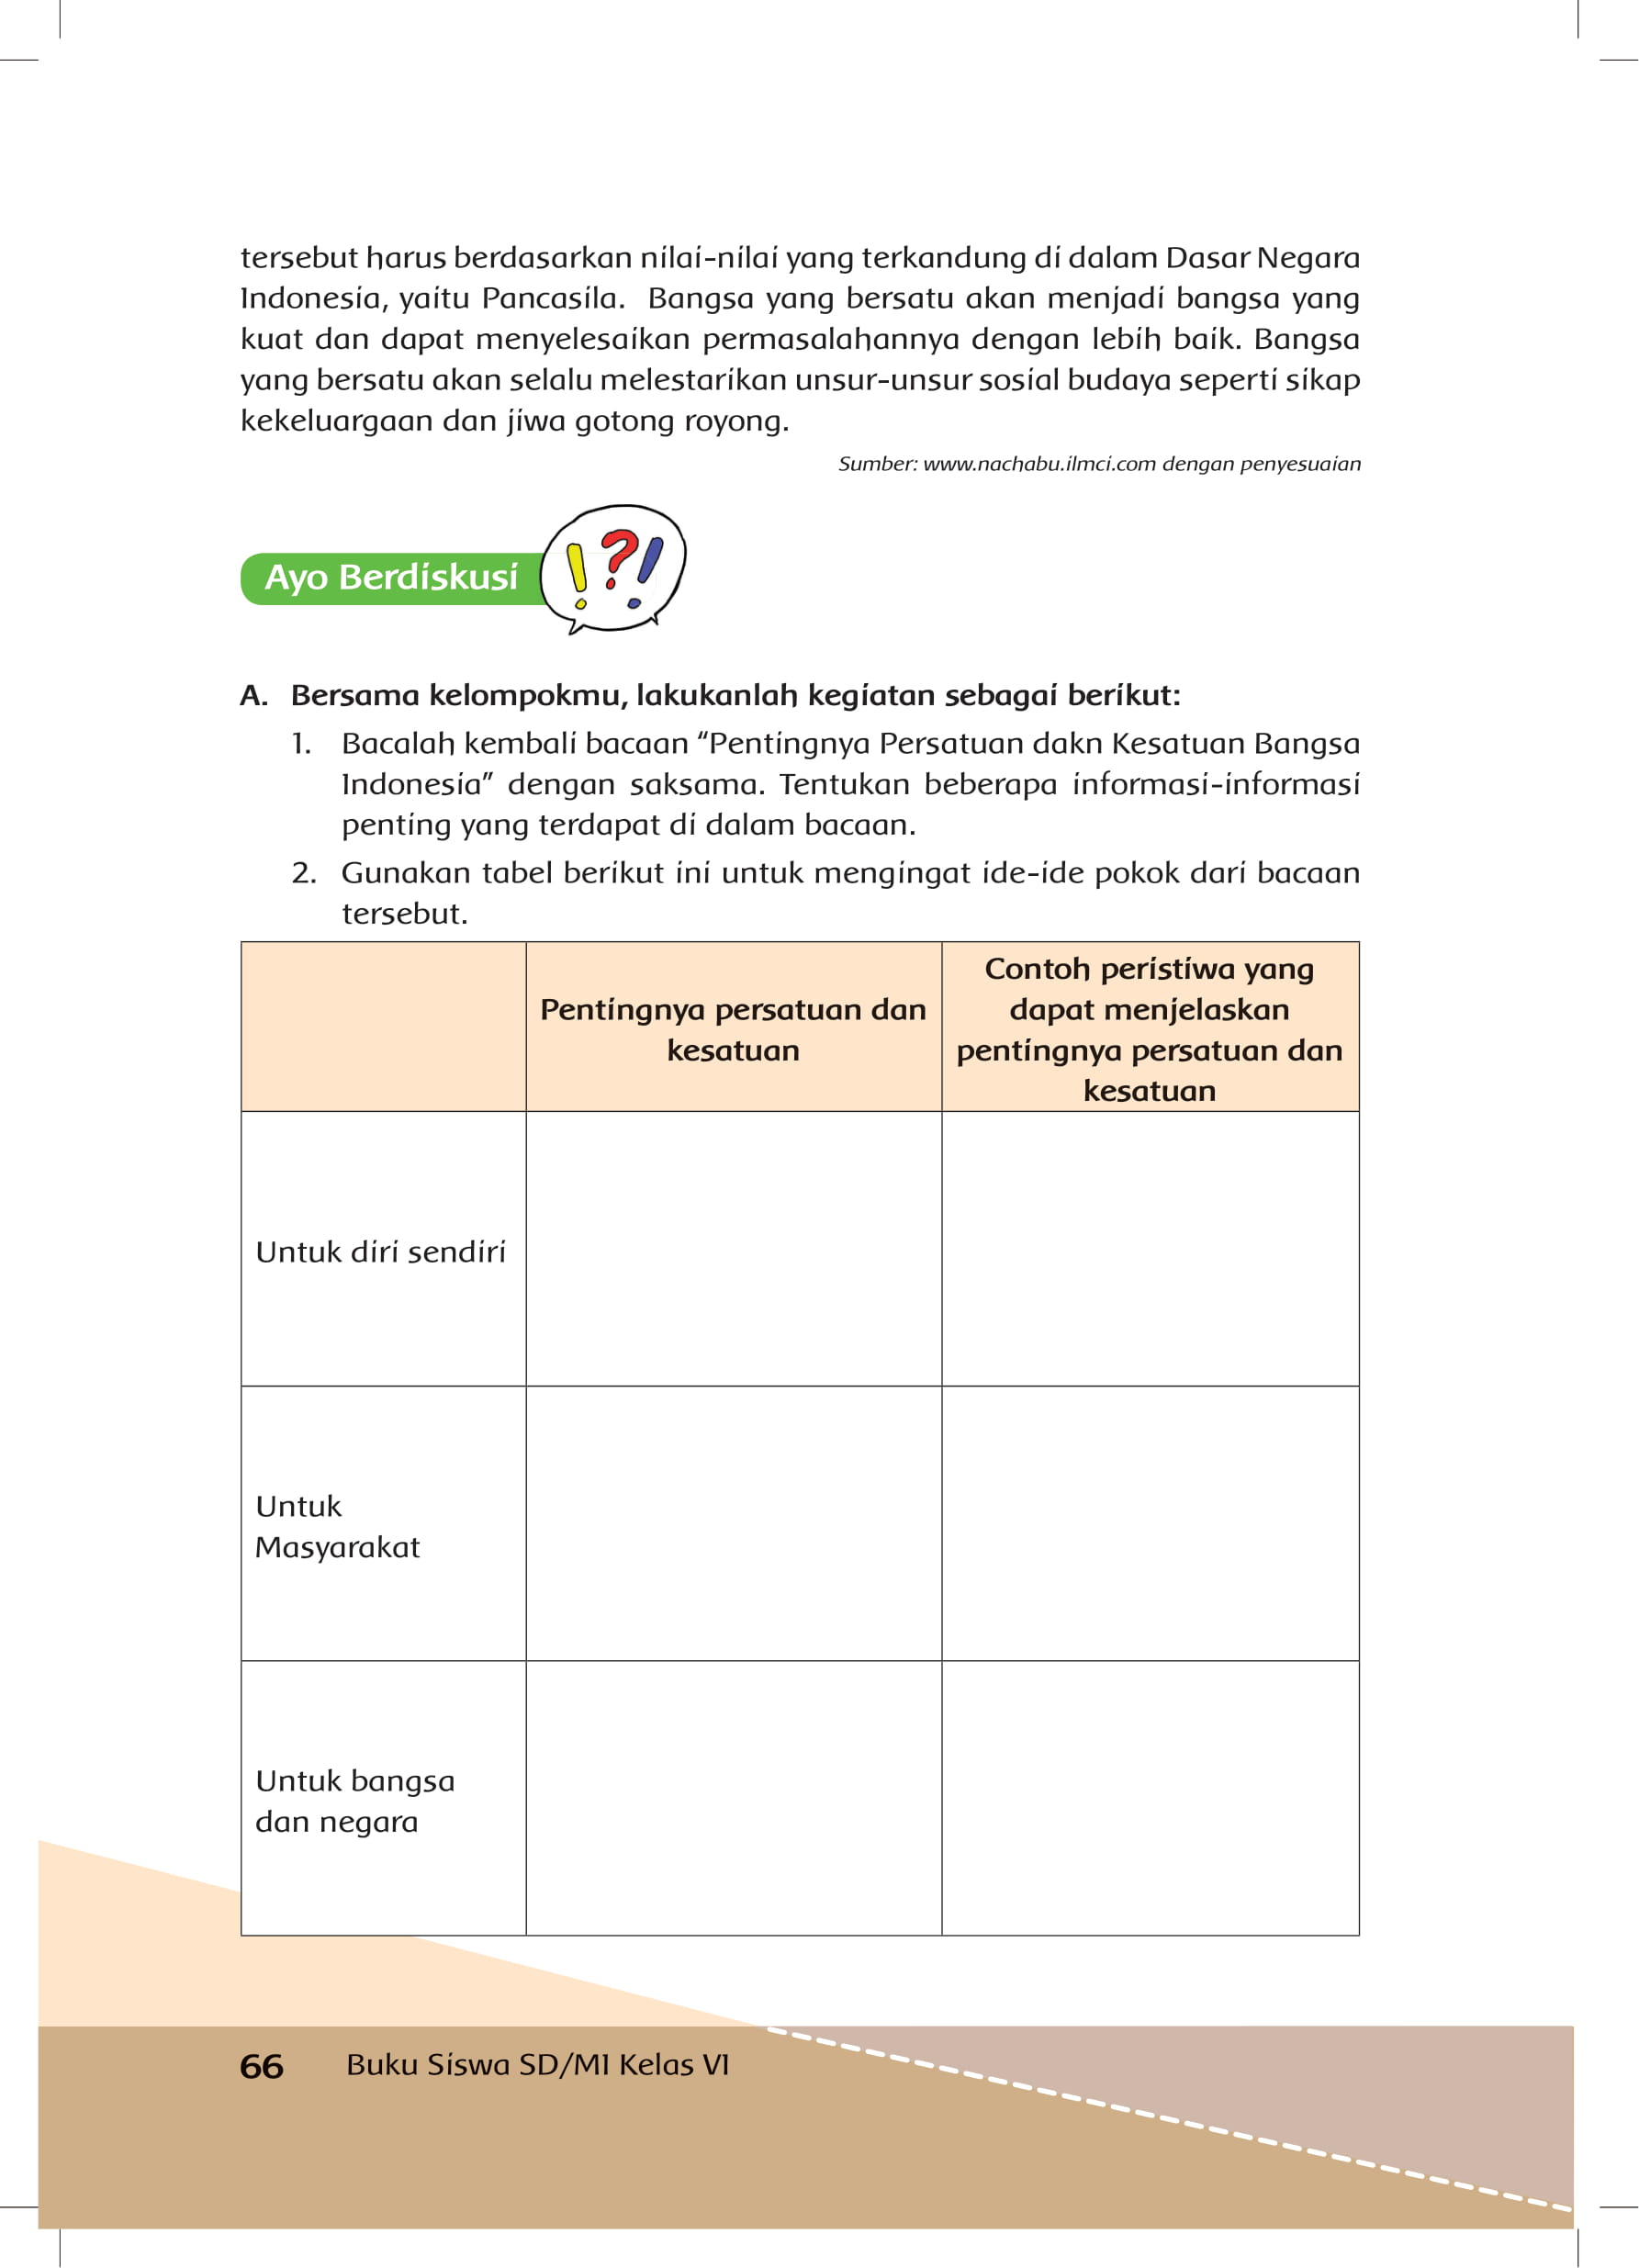 tersebut harus berdasarkan nilai-nilai yang terkandung di dalam Dasar Negara
Indonesia, yaitu Pancasila.  Bangsa yang bersatu akan menjadi bangsa yang
kuat dan dapat menyelesaikan permasalahannya dengan lebih baik. Bangsa
yang bersatu akan selalu melestarikan unsur-unsur sosial budaya seperti sikap
kekeluargaan dan jiwa gotong royong.
Sumber: www.nachabu.ilmci.com dengan penyesuaian
Ayo Berdiskusi
!?!
A. Bersama kelompokmu, lakukanlah kegiatan sebagai berikut:
1. Bacalah kembali bacaan “Pentingnya Persatuan dakn Kesatuan Bangsa
Indonesia” dengan saksama. Tentukan beberapa informasi-informasi
penting yang terdapat di dalam bacaan.
2. Gunakan tabel berikut ini untuk mengingat ide-ide pokok dari bacaan
tersebut.
Pentingnya persatuan dan
kesatuan
Contoh peristiwa yang
dapat menjelaskan
pentingnya persatuan dan
kesatuan
Untuk diri sendiri
Untuk
Masyarakat
Untuk bangsa
dan negara
66 Buku Siswa SD/MI Kelas VI